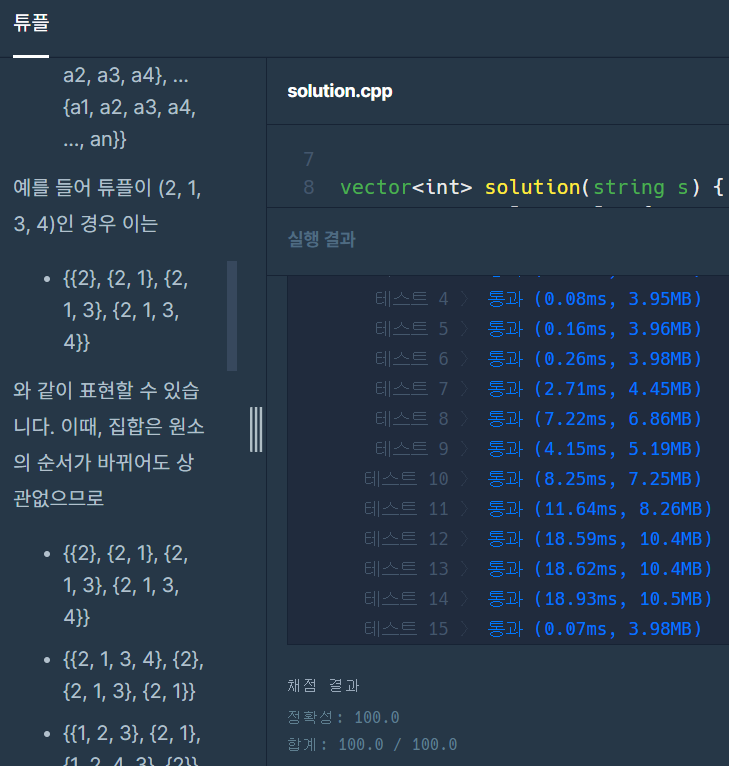 튜플
a2, a3, a4}, ...
{a1, a2, a3, a4,
..., an}}
예를 들어 튜플이 (2, 1,
3, 4)인 경우 이는
• {{2}, {2, 1}, {2,
1, 3}, {2, 1, 3,
4}}
와 같이 표현할 수 있습
니다. 이때, 집합은 원소
의 순서가 바뀌어도 상
관없으므로
• {{2}, {2, 1}, {2,
1, 3}, {2, 1, 3,
4}}
• {{2, 1, 3, 4}, {2},
{2, 1, 3}, {2, 1}}
• {{1, 2, 3}, {2, 1},
{1, 2, 4, 3}, {2}}
solution.cpp
7
8 vector<int> solution(string s) {
실행 결과
테스트 4 〉 통과 (0.08ms, 3.95MB)
테스트 5 〉 통과 (0.16ms, 3.96MB)
테스트 6 〉 통과 (0.26ms, 3.98MB)
테스트 7 〉 통과 (2.71ms, 4.45MB)
테스트 8 〉 통과 (7.22ms, 6.86MB)
테스트 9 〉 통과 (4.15ms, 5.19MB)
테스트 10 〉 통과 (8.25ms, 7.25MB)
테스트 11 〉 통과 (11.64ms, 8.26MB)
테스트 12 〉 통과 (18.59ms, 10.4MB)
테스트 13 〉 통과 (18.62ms, 10.4MB)
테스트 14 〉 통과 (18.93ms, 10.5MB)
테스트 15 〉 통과 (0.07ms, 3.98MB)
채점 결과
정확성: 100.0
합계: 100.0 / 100.0